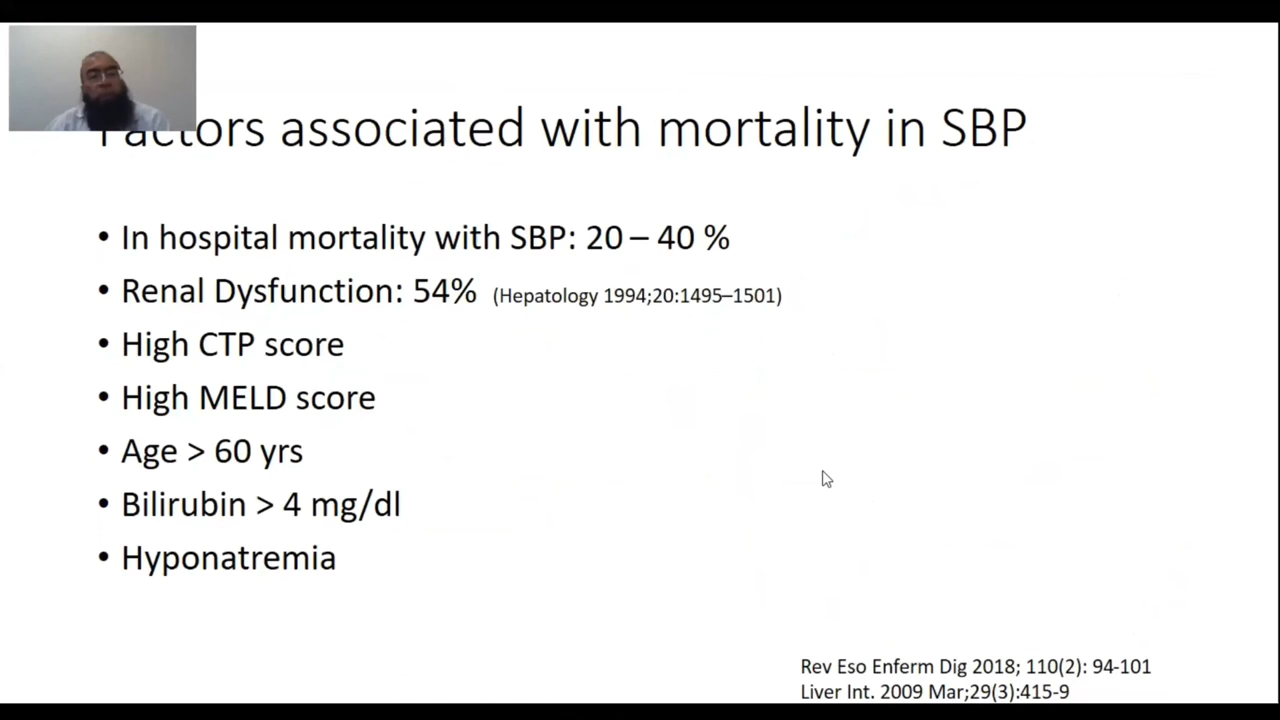 Factors associated with mortality in SBP
• In hospital mortality with SBP: 20 – 40 %
• Renal Dysfunction: 54% (Hepatology 1994;20:1495–1501)
• High CTP score
• High MELD score
• Age > 60 yrs
• Bilirubin > 4 mg/dl
• Hyponatremia
Rev Eso Enferm Dig 2018; 110(2): 94-101
Liver Int. 2009 Mar;29(3):415-9